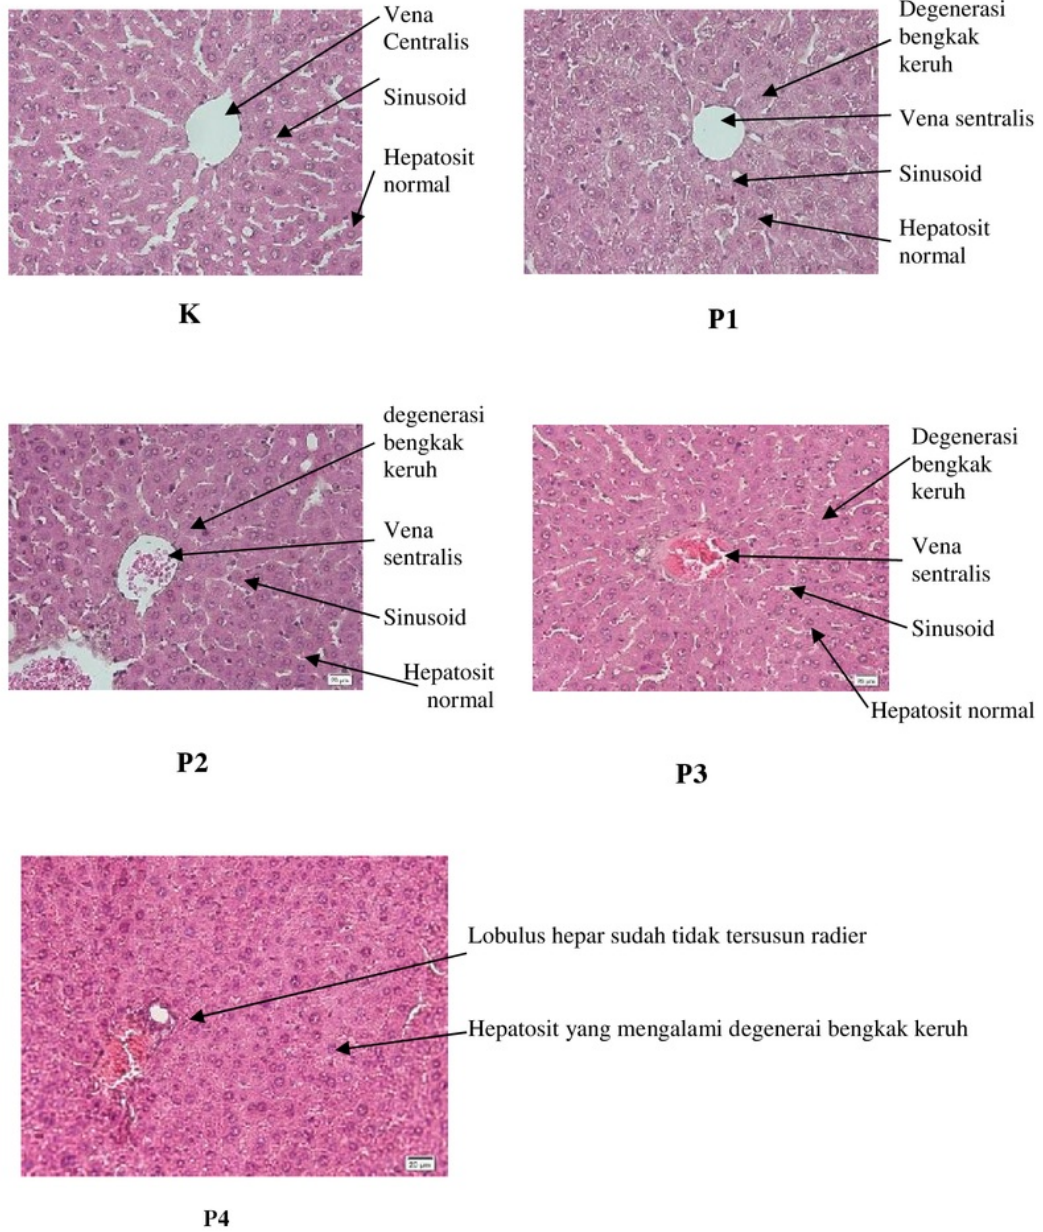 Vena
Centralis
Sinusoid
Hepatosit
normal
K
Degenerasi
bengkak
keruh
Vena sentralis
Sinusoid
Hepatosit
normal
P1
degenerasi
bengkak
keruh
Vena
sentralis
Sinusoid
Hepatosit
normal
P2
Degenerasi
bengkak
keruh
Vena
sentralis
Sinusoid
Hepatosit normal
P3
Lobulus hepar sudah tidak tersusun radier
Hepatosit yang mengalami degenerai bengkak keruh
20 µm
P4